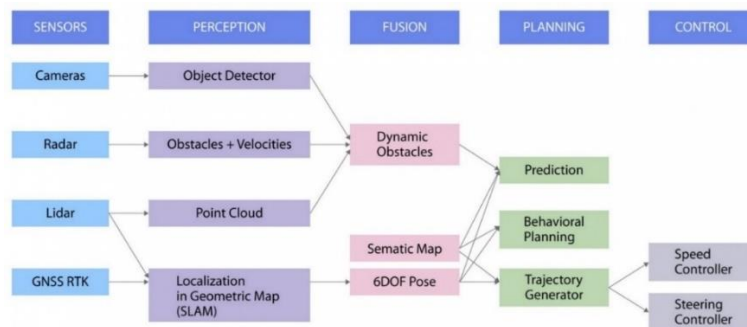 SENSORS
PERCEPTION
FUSION
PLANNING
CONTROL
Cameras
Object Detector
Radar
Obstacles + Velocities
Dynamic
Obstacles
Prediction
Lidar
Point Cloud
Behavioral
Planning
Sematic Map
GNSS RTK
Localization
in Geometric Map
(SLAM)
6DOF Pose
Trajectory
Generator
Speed
Controller
Steering
Controller